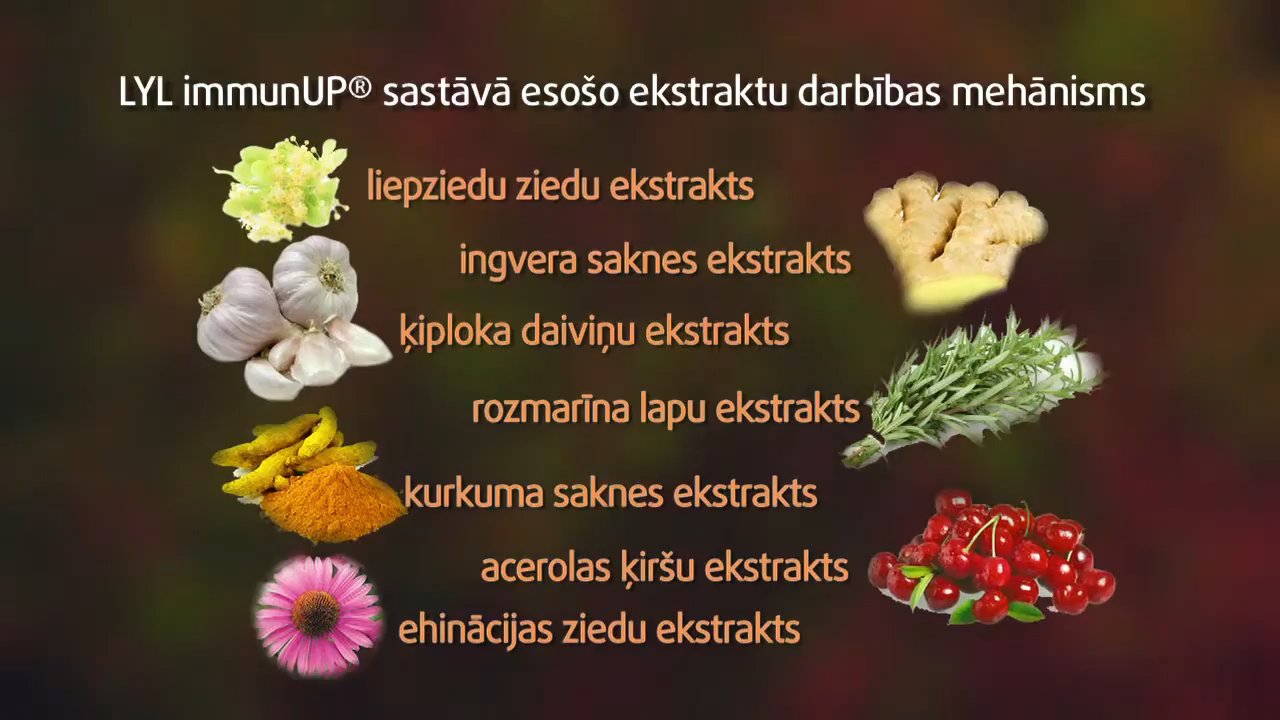 LYL immunUP® sastāvā esošo ekstraktu darbības mehānisms
liepziedu ziedu ekstrakts
ingvera saknes ekstrakts
ķiploka daiviņu ekstrakts
rozmarīna lapu ekstrakts
kurkuma saknes ekstrakts
acerolas ķiršu ekstrakts
ehinācijas ziedu ekstrakts